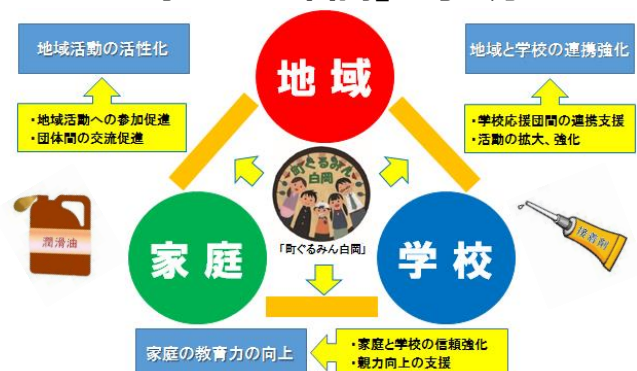 地域活動の活性化
地域と学校の連携強化
地域
・地域活動への参加促進
・団体間の交流促進
・学校応援団間の連携支援
・活動の拡大、強化
町ぐるみん
白岡
潤滑油
接着剤
「町ぐるみん白岡」
家庭
学校
家庭の教育力の向上
・家庭と学校の信頼強化
・親力向上の支援